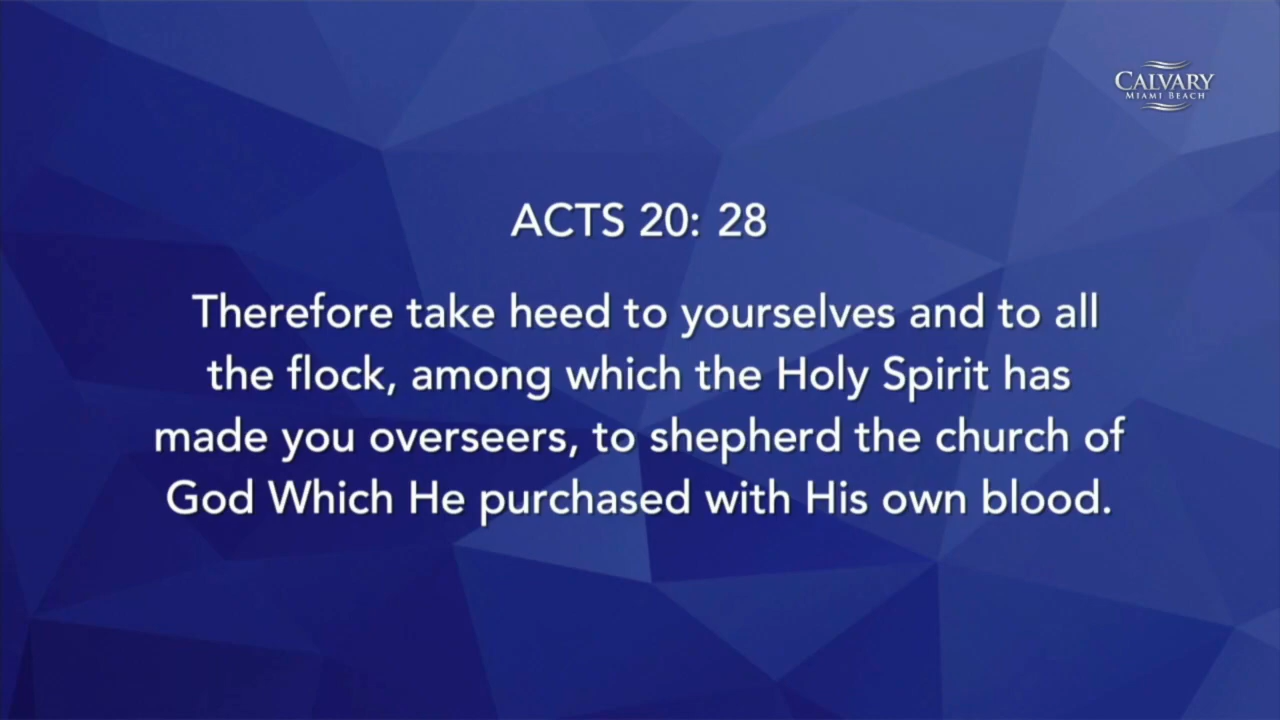 CALVARY
MIAMI BEACH
ACTS 20: 28
Therefore take heed to yourselves and to all
the flock, among which the Holy Spirit has
made you overseers, to shepherd the church of
God Which He purchased with His own blood.